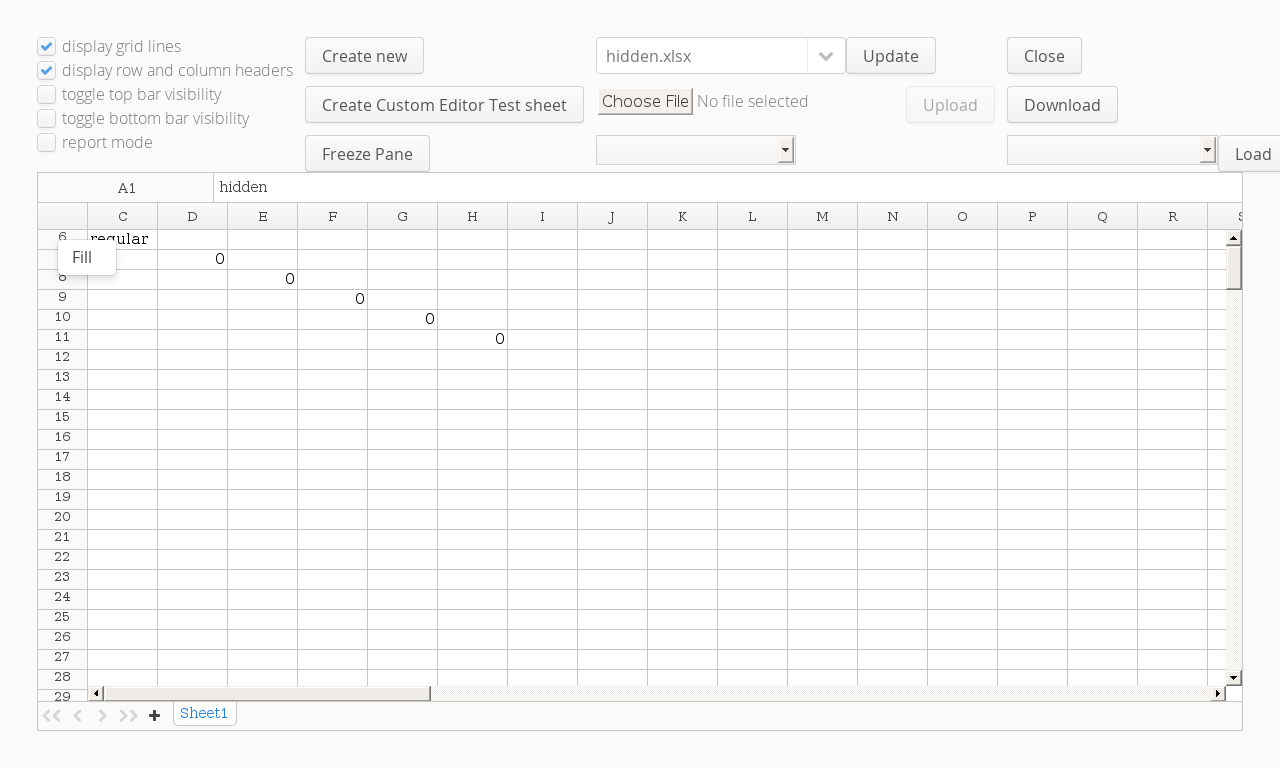 display grid lines
display row and column headers
toggle top bar visibility
toggle bottom bar visibility
report mode
Create new
hidden.xlsx
Update
Close
Create Custom Editor Test sheet
Choose File No file selected
Upload
Download
Freeze Pane
Load
A1 hidden
C D E F G H I J K L M N O P Q R
6 regular
Fill
0
8 0
9 0
10 0
11 0
12
13
14
15
16
17
18
19
20
21
22
23
24
25
26
27
28
29
Sheet1